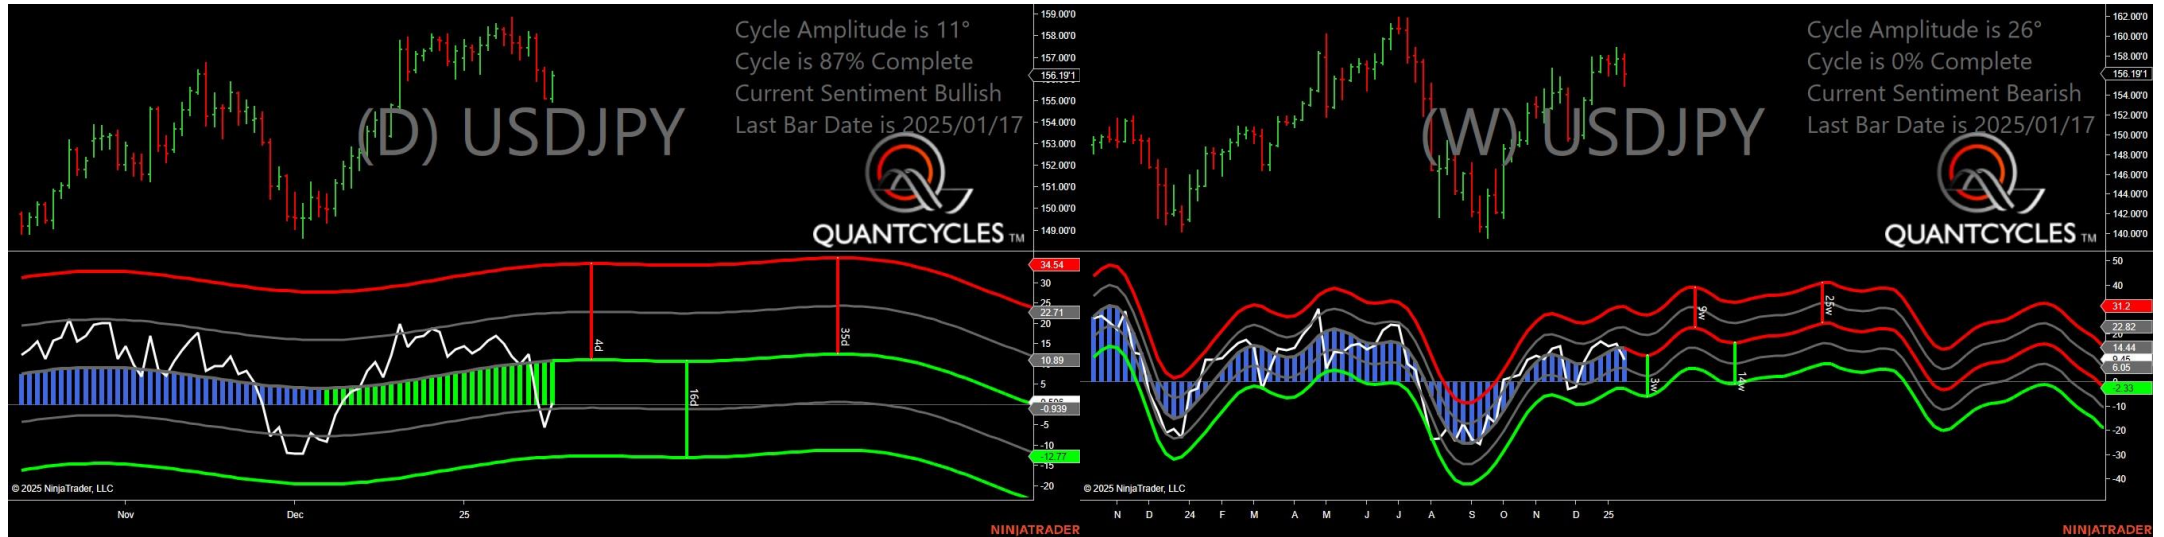 Cycle Amplitude is 11°
Cycle is 87% Complete
Current Sentiment Bullish
Last Bar Date is 2025/01/17
(D) USDJPY
QUANTCYCLES TM
159.00'0
158.00'0
157.00'0
156.19'1
155.00'0
154.00'0
153.00'0
152.00'0
151.00'0
150.00'0
149.00'0
34.54
30
25
22.71
20
15
10.89
5
-0.939
-5
-10
-12.77
-15
-20
4d
16d
35d
© 2025 NinjaTrader, LLC
Nov
Dec
25
NINJATRADER
Cycle Amplitude is 26°
Cycle is 0% Complete
Current Sentiment Bearish
Last Bar Date is 2025/01/17
(W) USDJPY
QUANTCYCLES TM
162.00'0
160.00'0
158.00'0
156.19'1
154.00'0
152.00'0
150.00'0
148.00'0
146.00'0
144.00'0
142.00'0
140.00'0
50
40
31.2
22.82
14.44
6.05
-2.33
-10
-20
-30
-40
3w
9w
14w
25w
© 2025 NinjaTrader, LLC
N D 24 F M A M J J A S O N D 25
NINJATRADER